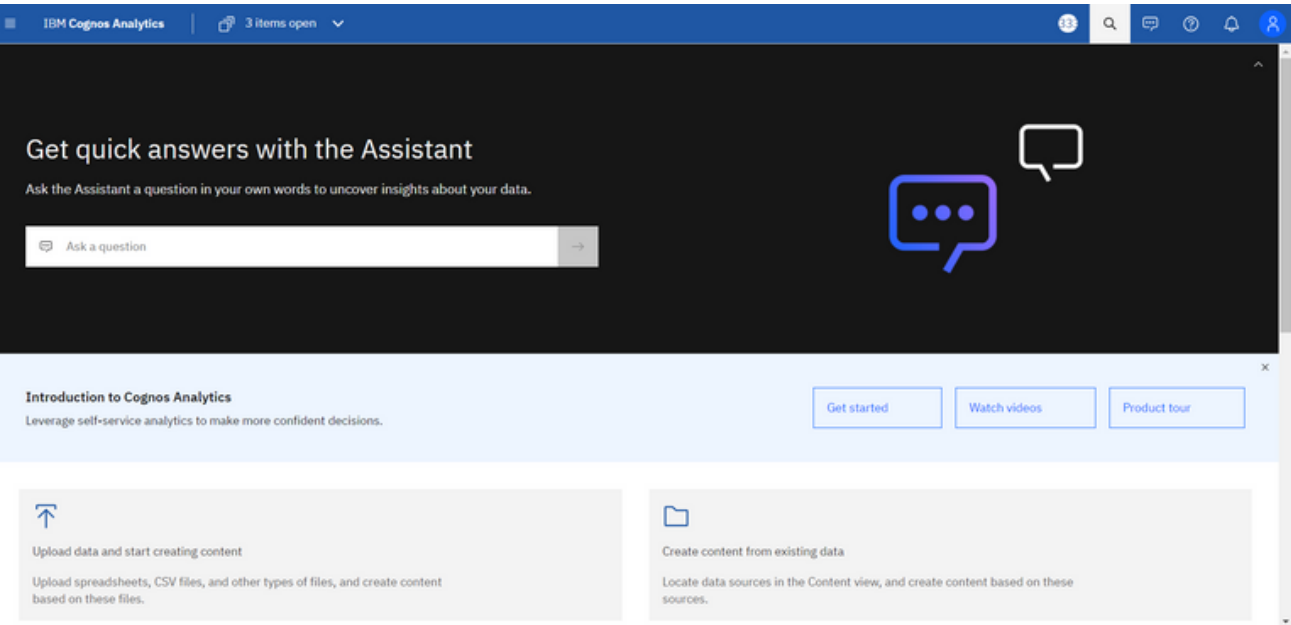 IBM Cognos Analytics
3 items open
Get quick answers with the Assistant
Ask the Assistant a question in your own words to uncover insights about your data.
Ask a question
Introduction to Cognos Analytics
Leverage self-service analytics to make more confident decisions.
Get started
Watch videos
Product tour
Upload data and start creating content
Upload spreadsheets, CSV files, and other types of files, and create content
based on these files.
Create content from existing data
Locate data sources in the Content view, and create content based on these
sources.